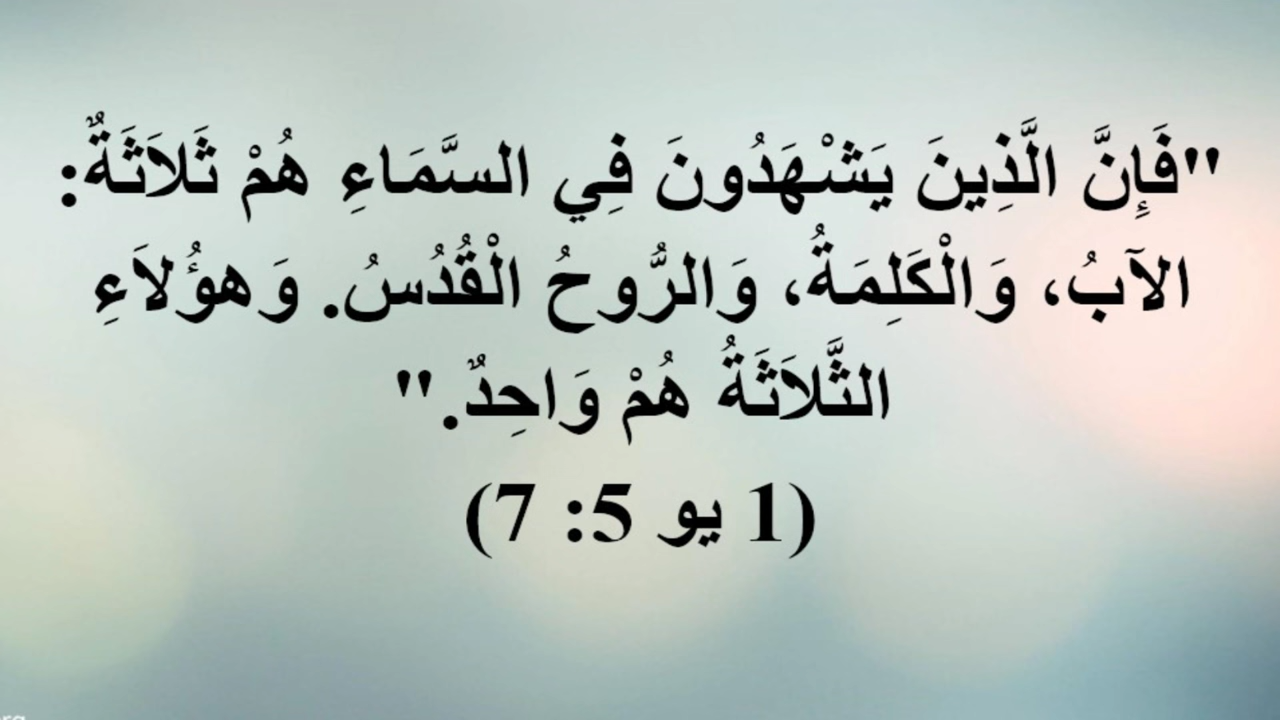 "فَإِنَّ الَّذِينَ يَشْهَدُونَ فِي السَّمَاءِ هُمْ ثَلاَثَةٌ:
الآبُ، وَالْكَلِمَةُ، وَالرُّوحُ الْقُدُسُ. وَهؤُلاَءِ
الثَّلاَثَةُ هُمْ وَاحِدٌ."
(1 يو 5: 7)